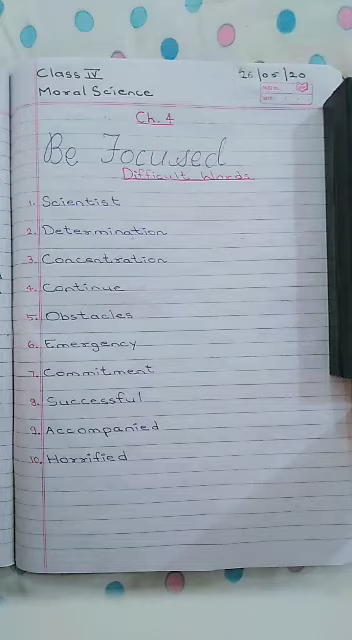 Class IV
26/05/20
Moral Science
Ch. 4
Be Focused
Difficult Words
1. Scientist
2. Determination
3. Concentration
4. Continue
5. Obstacles
6. Emergency
7. Commitment
8. Successful
9. Accompanied
10. Horrified